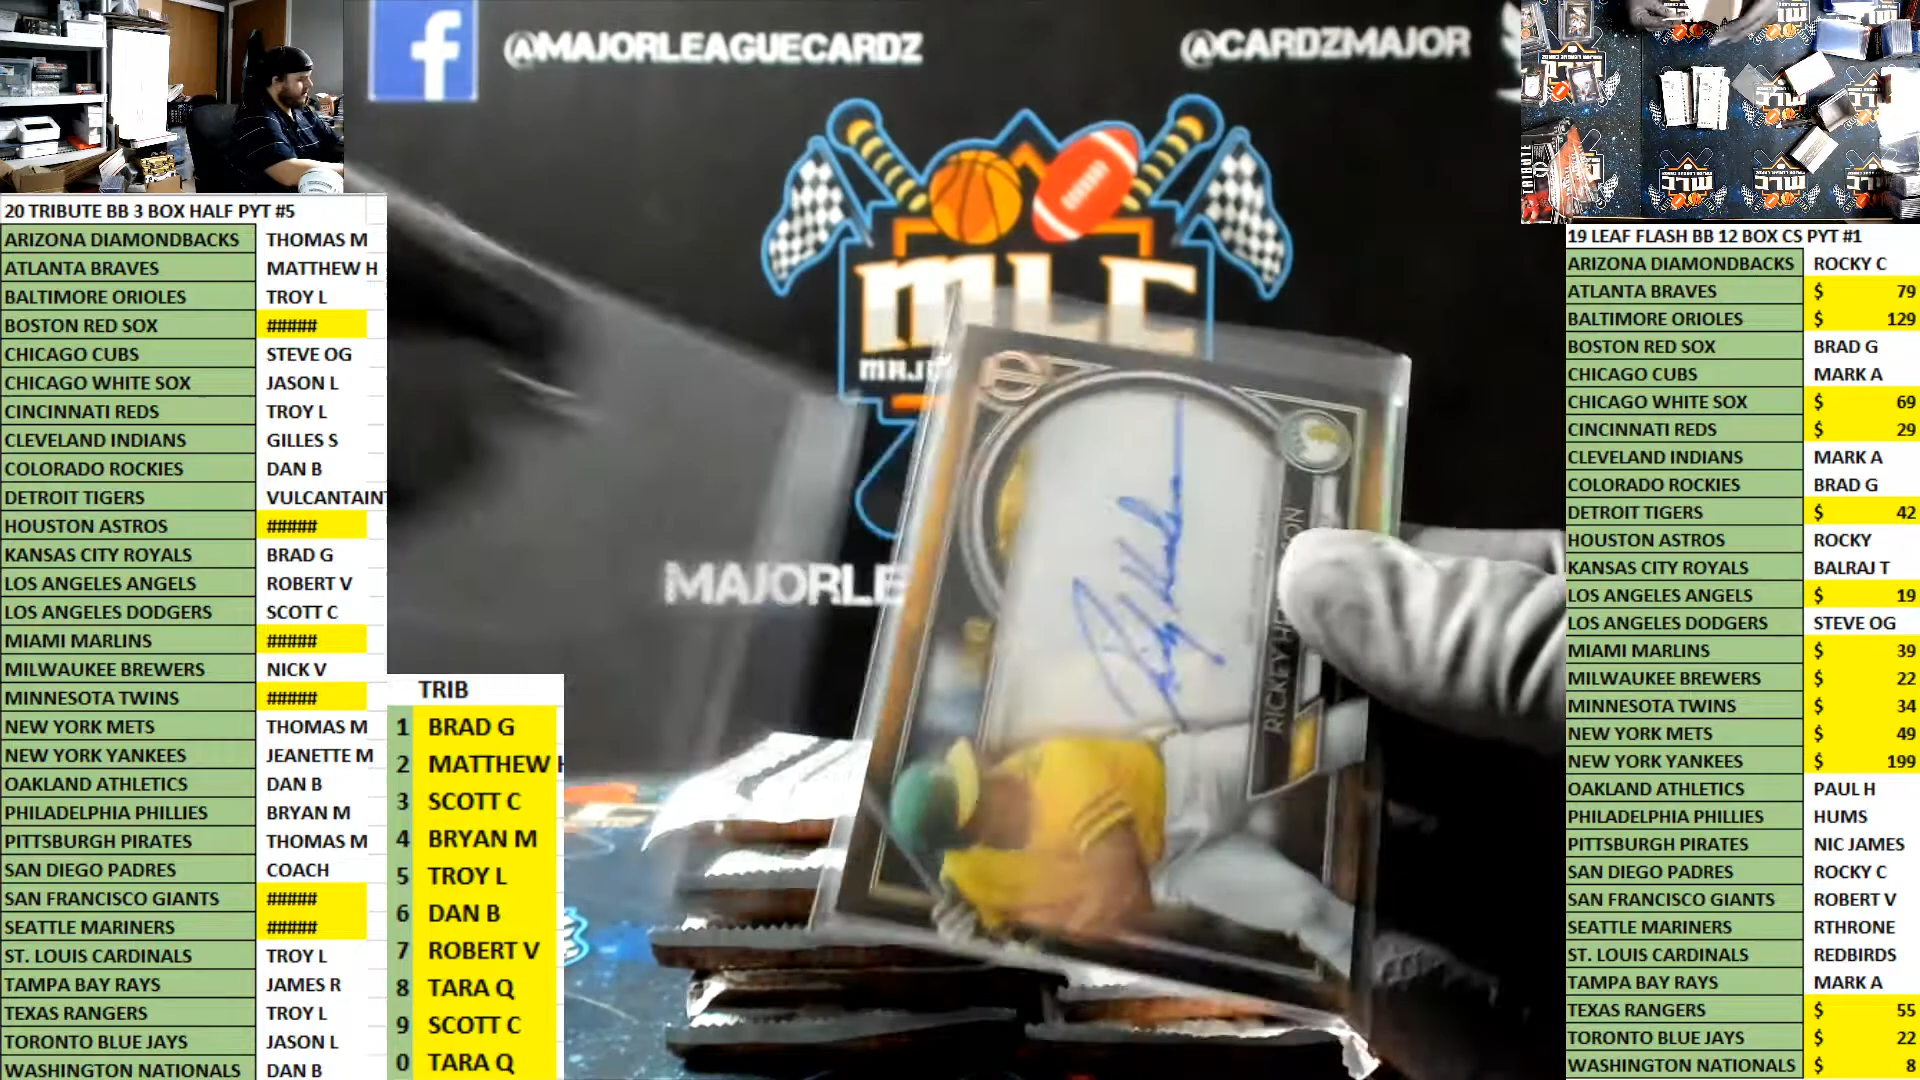 @MAJORLEAGUECARDZ
@CARDZMAJOR
MLC
MAJO
MAJORLE
RICKEY HE
ON
20 TRIBUTE BB 3 BOX HALF PYT #5
ARIZONA DIAMONDBACKS THOMAS M
ATLANTA BRAVES MATTHEW H
BALTIMORE ORIOLES TROY L
BOSTON RED SOX #####
CHICAGO CUBS STEVE OG
CHICAGO WHITE SOX JASON L
CINCINNATI REDS TROY L
CLEVELAND INDIANS GILLES S
COLORADO ROCKIES DAN B
DETROIT TIGERS VULCANTAINT
HOUSTON ASTROS #####
KANSAS CITY ROYALS BRAD G
LOS ANGELES ANGELS ROBERT V
LOS ANGELES DODGERS SCOTT C
MIAMI MARLINS #####
MILWAUKEE BREWERS NICK V
MINNESOTA TWINS #####
NEW YORK METS THOMAS M
NEW YORK YANKEES JEANETTE M
OAKLAND ATHLETICS DAN B
PHILADELPHIA PHILLIES BRYAN M
PITTSBURGH PIRATES THOMAS M
SAN DIEGO PADRES COACH
SAN FRANCISCO GIANTS #####
SEATTLE MARINERS #####
ST. LOUIS CARDINALS TROY L
TAMPA BAY RAYS JAMES R
TEXAS RANGERS TROY L
TORONTO BLUE JAYS JASON L
WASHINGTON NATIONALS DAN B
TRIB
1 BRAD G
2 MATTHEW H
3 SCOTT C
4 BRYAN M
5 TROY L
6 DAN B
7 ROBERT V
8 TARA Q
9 SCOTT C
0 TARA Q
19 LEAF FLASH BB 12 BOX CS PYT #1
ARIZONA DIAMONDBACKS ROCKY C
ATLANTA BRAVES $ 79
BALTIMORE ORIOLES $ 129
BOSTON RED SOX BRAD G
CHICAGO CUBS MARK A
CHICAGO WHITE SOX $ 69
CINCINNATI REDS $ 29
CLEVELAND INDIANS MARK A
COLORADO ROCKIES BRAD G
DETROIT TIGERS $ 42
HOUSTON ASTROS ROCKY
KANSAS CITY ROYALS BALRAJ T
LOS ANGELES ANGELS $ 19
LOS ANGELES DODGERS STEVE OG
MIAMI MARLINS $ 39
MILWAUKEE BREWERS $ 22
MINNESOTA TWINS $ 34
NEW YORK METS $ 49
NEW YORK YANKEES $ 199
OAKLAND ATHLETICS PAUL H
PHILADELPHIA PHILLIES HUMS
PITTSBURGH PIRATES NIC JAMES
SAN DIEGO PADRES ROCKY C
SAN FRANCISCO GIANTS ROBERT V
SEATTLE MARINERS RTHRONE
ST. LOUIS CARDINALS REDBIRDS
TAMPA BAY RAYS MARK A
TEXAS RANGERS $ 55
TORONTO BLUE JAYS $ 22
WASHINGTON NATIONALS $ 8